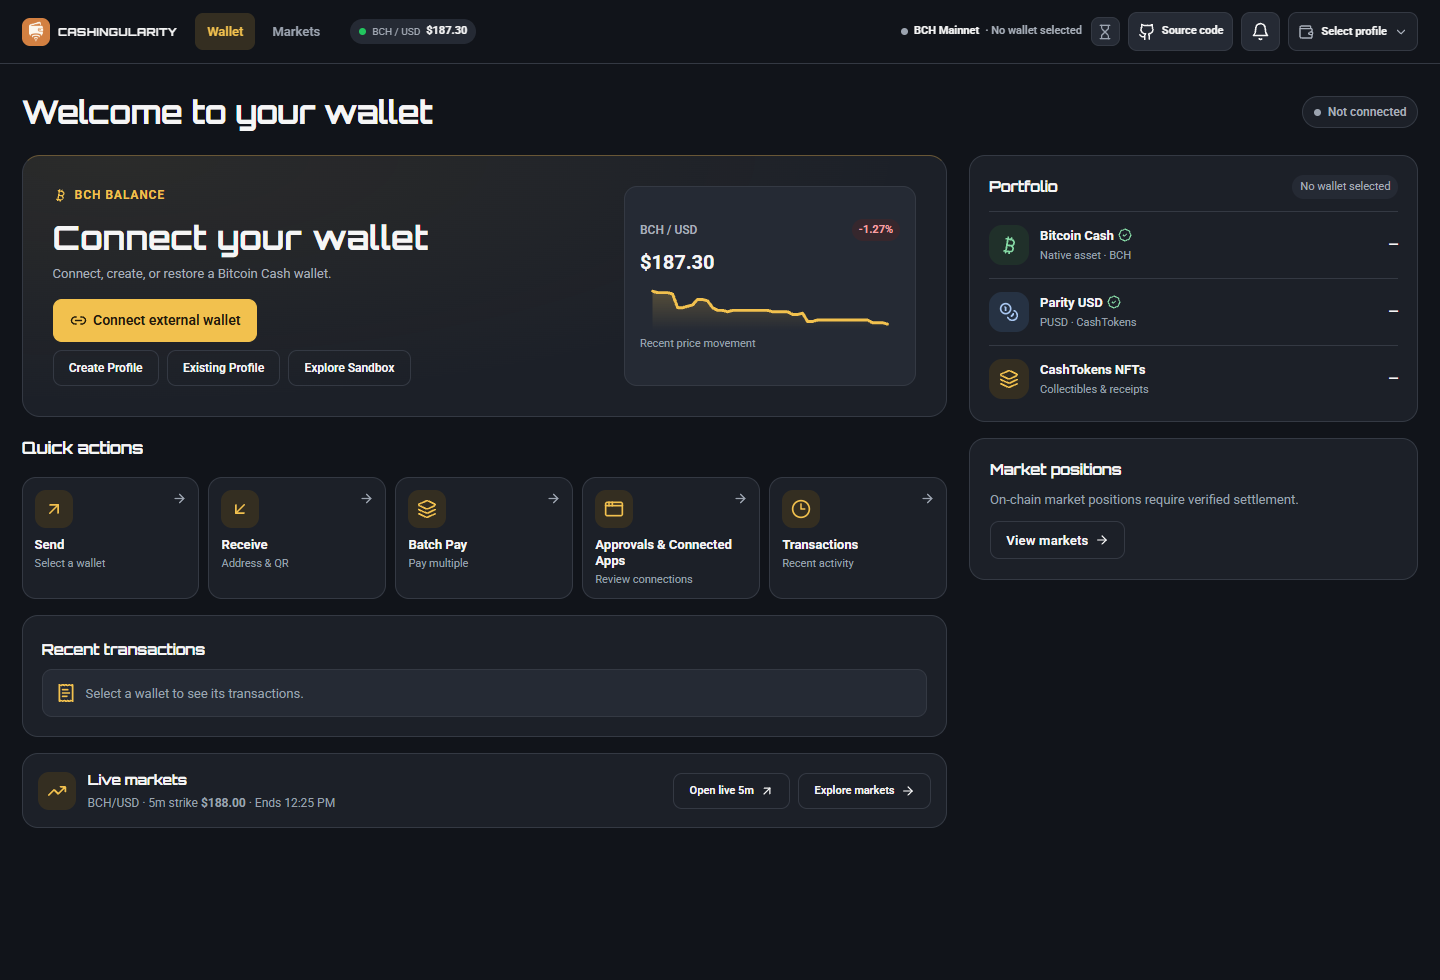 CASHINGULARITY
Wallet
Markets
BCH / USD $187.30
BCH Mainnet · No wallet selected
Source code
Select profile
Welcome to your wallet
Not connected
BCH BALANCE
Connect your wallet
Connect, create, or restore a Bitcoin Cash wallet.
Connect external wallet
Create Profile
Existing Profile
Explore Sandbox
BCH / USD
-1.27%
$187.30
Recent price movement
Portfolio
No wallet selected
Bitcoin Cash
Native asset · BCH
–
Parity USD
PUSD · CashTokens
–
CashTokens NFTs
Collectibles & receipts
–
Market positions
On-chain market positions require verified settlement.
View markets
Quick actions
Send
Select a wallet
Receive
Address & QR
Batch Pay
Pay multiple
Approvals & Connected
Apps
Review connections
Transactions
Recent activity
Recent transactions
Select a wallet to see its transactions.
Live markets
BCH/USD · 5m strike $188.00 · Ends 12:25 PM
Open live 5m
Explore markets